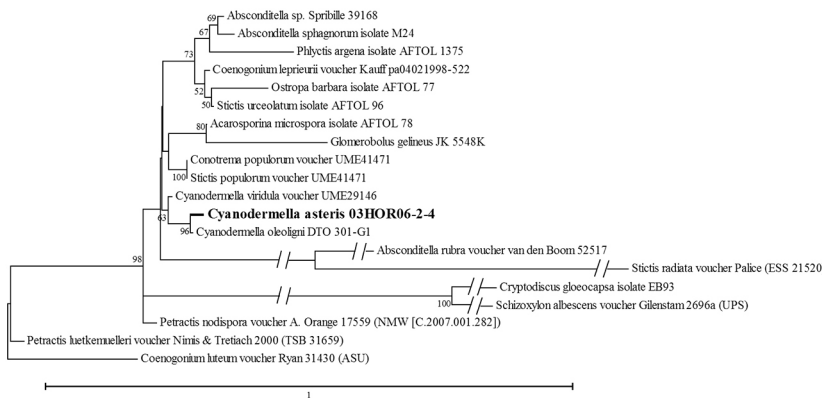 Absconditella sp. Spribille 39168
69
Absconditella sphagnorum isolate M24
67
Phlyctis argena isolate AFTOL 1375
73
Coenogonium leprieurii voucher Kauff pa04021998-522
Ostropa barbara isolate AFTOL 77
52
50
Stictis urceolatum isolate AFTOL 96
Acarosporina microspora isolate AFTOL 78
80
Glomerobolus gelineus JK 5548K
Conotrema populorum voucher UME41471
100
Stictis populorum voucher UME41471
Cyanodermella viridula voucher UME29146
63
Cyanodermella asteris 03HOR06-2-4
96
Cyanodermella oleoligni DTO 301-G1
Absconditella rubra voucher van den Boom 52517
98
Stictis radiata voucher Palice (ESS 21520
Cryptodiscus gloeocapsa isolate EB93
100
Schizoxylon albescens voucher Gilenstam 2696a (UPS)
Petractis nodispora voucher A. Orange 17559 (NMW [C.2007.001.282])
Petractis luetkemuelleri voucher Nimis & Tretiach 2000 (TSB 31659)
Coenogonium luteum voucher Ryan 31430 (ASU)
1